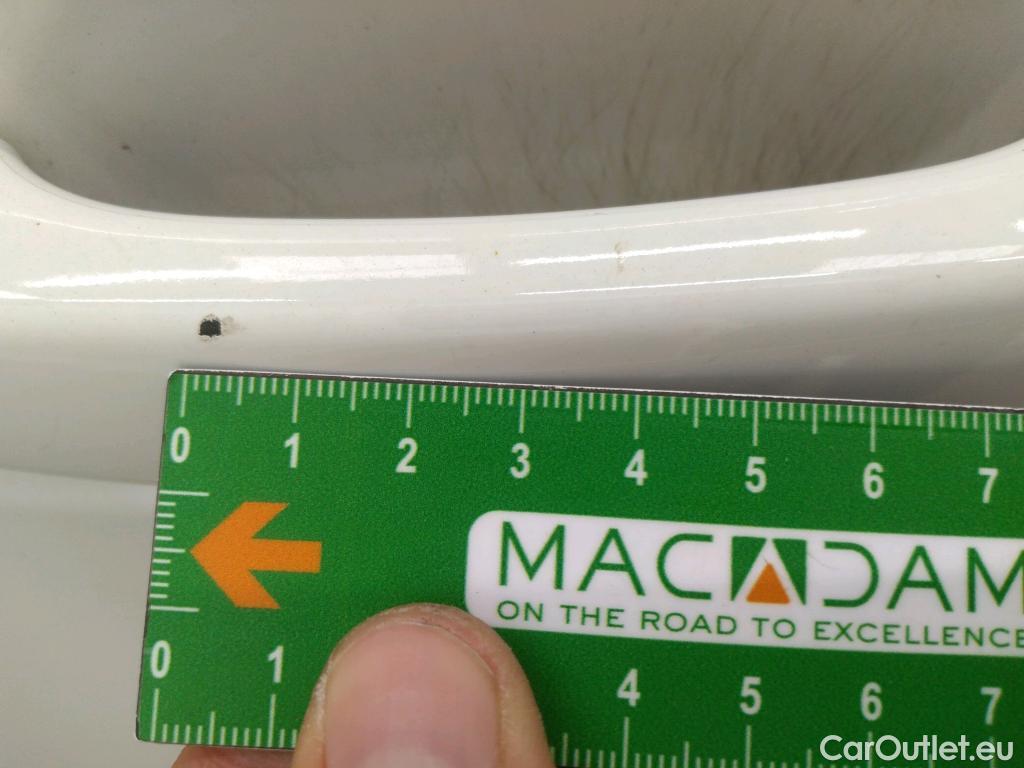 0 1 2 3 4 5 6 7
MACADAM
ON THE ROAD TO EXCELLENCE
0 1 4 5 6 7
CarOutlet.eu